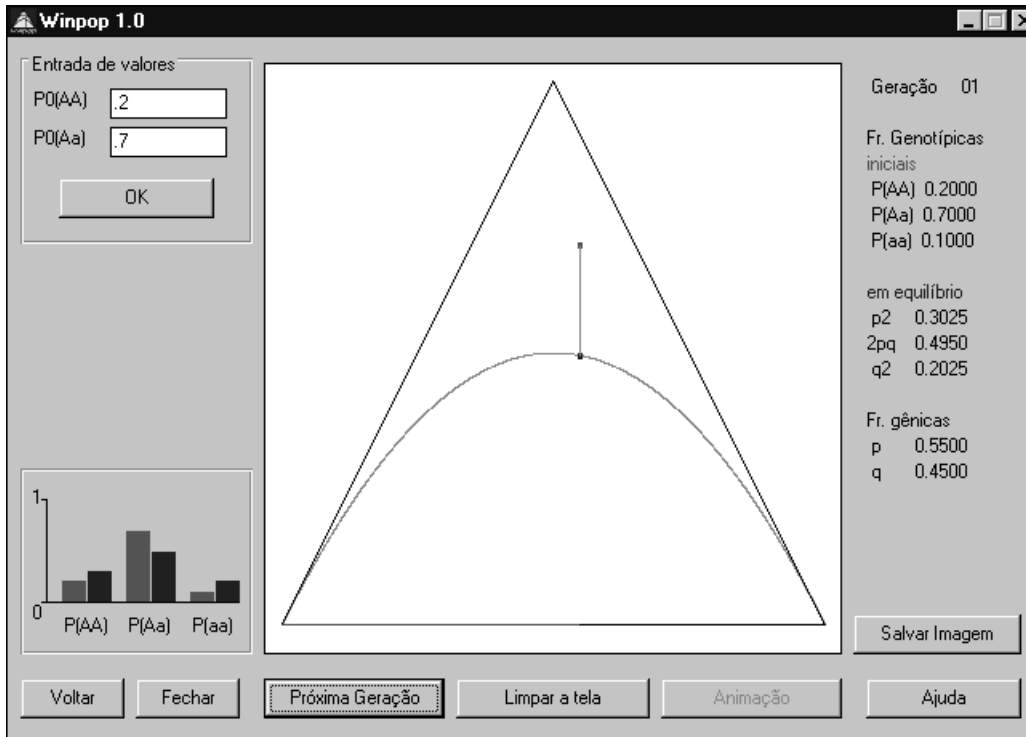 Winpop 1.0
Entrada de valores
P0(AA) .2
P0(Aa) .7
OK
1
0
P(AA) P(Aa) P(aa)
Geração 01
Fr. Genotípicas
iniciais
P(AA) 0.2000
P(Aa) 0.7000
P(aa) 0.1000
em equilíbrio
p2 0.3025
2pq 0.4950
q2 0.2025
Fr. gênicas
p 0.5500
q 0.4500
Salvar Imagem
Voltar Fechar Próxima Geração Limpar a tela Animação Ajuda